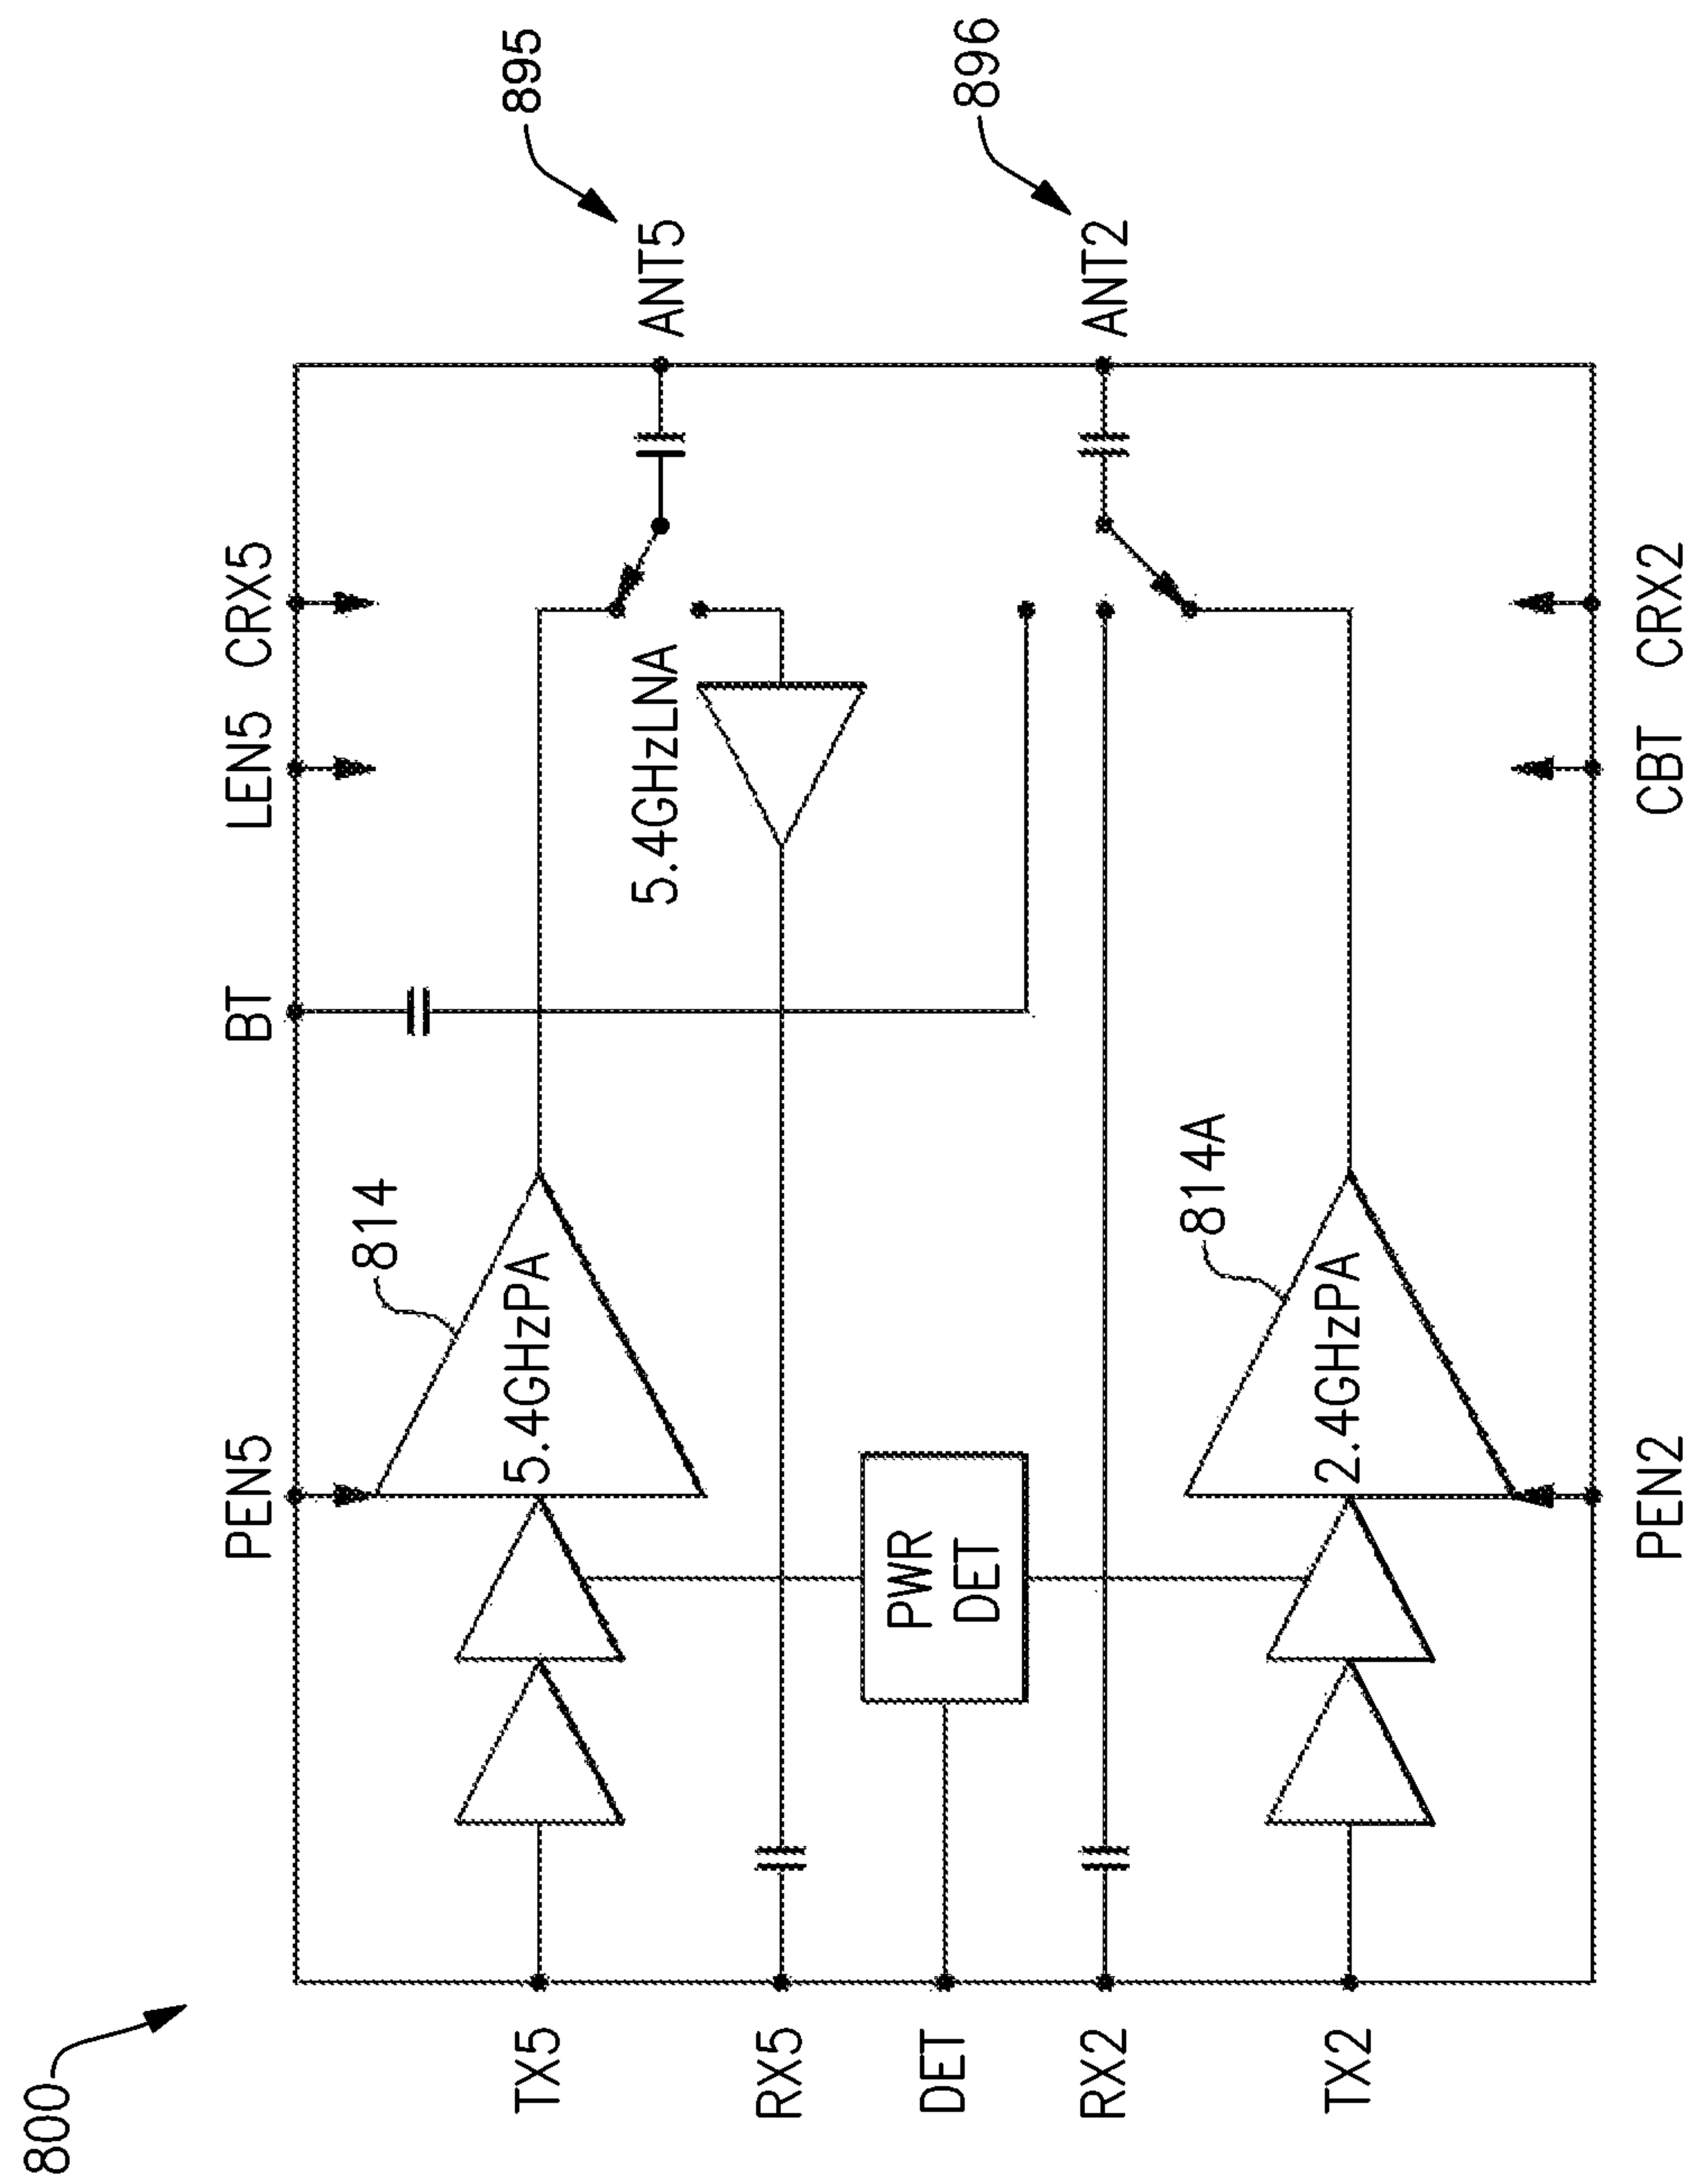 800
PEN5
BT
LEN5
CRX5
814
895
TX5
5.4GHzPA
5.4GHzLNA
ANT5
RX5
PWR
DET
DET
896
RX2
ANT2
814A
TX2
2.4GHzPA
PEN2
CBT
CRX2